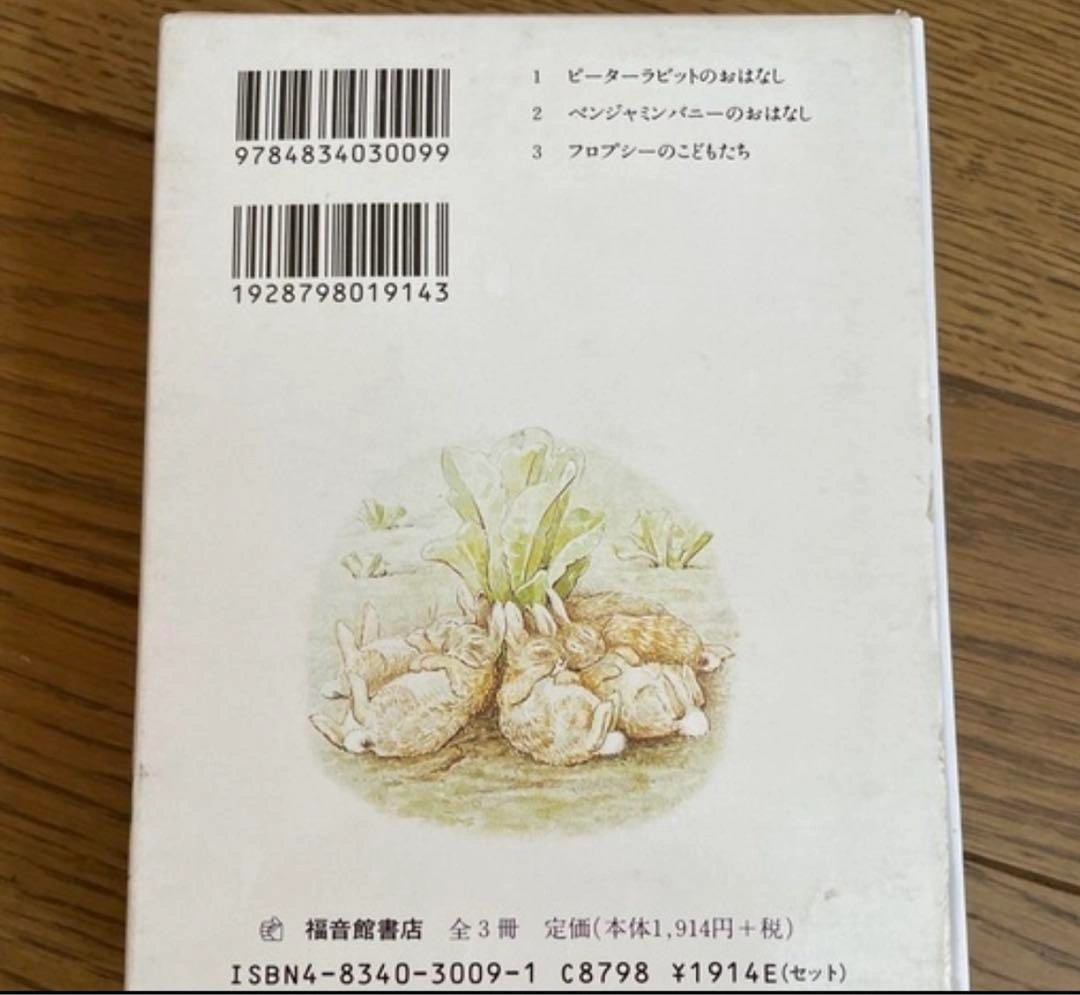 9784834030099
1928798019143
1 ピーターラビットのおはなし
2 ベンジャミンバニーのおはなし
3 フロプシーのこどもたち
福音館書店 全3冊 定価(本体1,914円+税)
ISBN4-8340-3009-1 C8798 ¥1914E(セット)